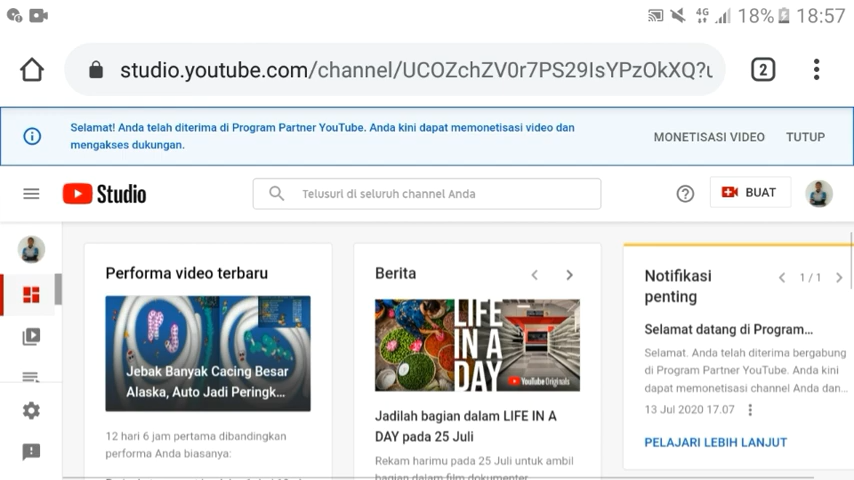 4G 18% 18:57
studio.youtube.com/channel/UCOZchZV0r7PS29IsYPzOkXQ?u
2
Selamat! Anda telah diterima di Program Partner YouTube. Anda kini dapat memonetisasi video dan
mengakses dukungan.
MONETISASI VIDEO TUTUP
Studio
Telusuri di seluruh channel Anda
BUAT
Performa video terbaru
Jebak Banyak Cacing Besar
Alaska, Auto Jadi Peringk...
12 hari 6 jam pertama dibandingkan
performa Anda biasanya:
Berita
LIFE
IN A
DAY
YouTube Originals
Jadilah bagian dalam LIFE IN A
DAY pada 25 Juli
Rekam harimu pada 25 Juli untuk ambil
bagian dalam film dokumenter
Notifikasi
penting
1 / 1
Selamat datang di Program...
Selamat. Anda telah diterima bergabung
di Program Partner YouTube. Anda kini
dapat memonetisasi channel Anda dan...
13 Jul 2020 17.07
PELAJARI LEBIH LANJUT